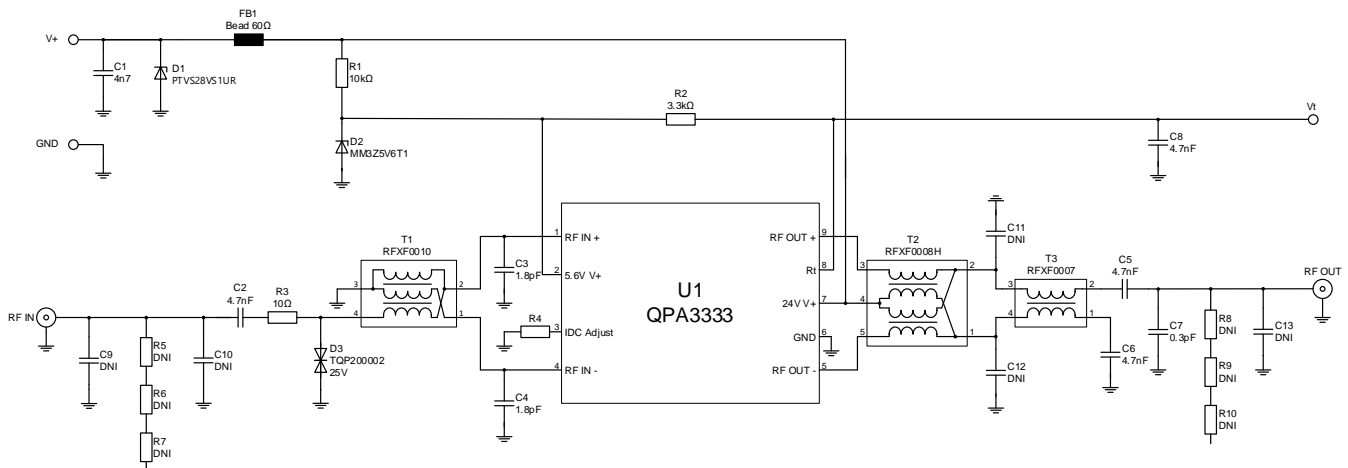 FB1
Bead 60Ω
V+
C1
4n7
D1
PTVS28VS1UR
R1
10kΩ
R2
3.3kΩ
Vt
GND
D2
MM3Z5V6T1
C8
4.7nF
T1
RFXF0010
3
4
2
1
C3
1.8pF
C4
1.8pF
1
RF IN +
2
5.6V V+
3
IDC Adjust
4
RF IN -
R4
U1
QPA3333
RF OUT +
9
Rt
8
24V V+
7
GND
6
RF OUT -
5
T2
RFXF0008H
3
4
5
2
1
C11
DNI
C12
DNI
T3
RFXF0007
3
4
2
1
C5
4.7nF
C6
4.7nF
C7
0.3pF
R8
DNI
R9
DNI
R10
DNI
C13
DNI
RF OUT
RF IN
C2
4.7nF
R3
10Ω
C9
DNI
R5
DNI
R6
DNI
R7
DNI
C10
DNI
D3
TQP200002
25V